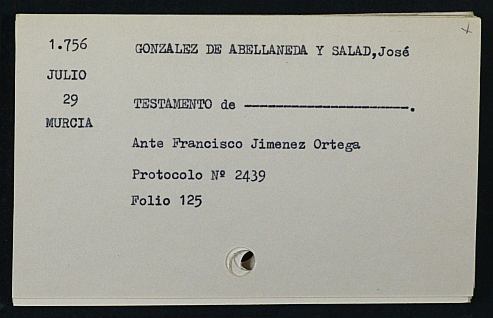 1.756
JULIO
29
MURCIA
GONZALEZ DE ABELLANEDA Y SALAD,José
TESTAMENTO de ----------------------.
Ante Francisco Jimenez Ortega
Protocolo Nº 2439
Folio 125